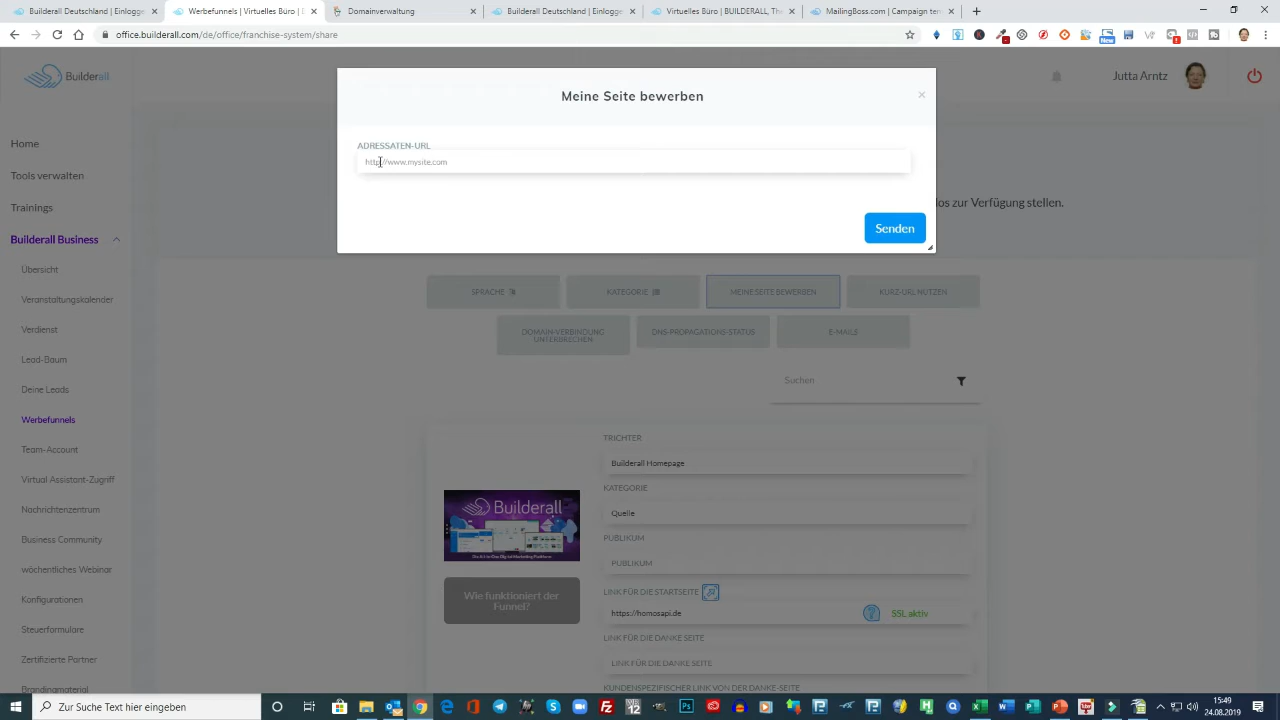 Builderall Deutschland | Einlogge
Werbefunnels | Virtuelles Büro | B
Domainadressen
Builderall Deutschland | Einlogge
Virtuelles Büro | BUILDERALL, The
MailingBoss.com | Campaign ter
office.builderall.com/de/office/franchise-system/share
Builderall
Jutta Arntz
Meine Seite bewerben
ADRESSATEN-URL
http://www.mysite.com
Senden
los zur Verfügung stellen.
Home
Tools verwalten
Trainings
Builderall Business
Übersicht
Veranstaltungskalender
Verdienst
Lead-Baum
Deine Leads
Werbefunnels
Team-Account
Virtual Assistant-Zugriff
Nachrichtenzentrum
Business Community
wöchentliches Webinar
Konfigurationen
Steuerformulare
Zertifizierte Partner
Brandingmaterial
SPRACHE
KATEGORIE
MEINE SEITE BEWERBEN
KURZ-URL NUTZEN
DOMAIN-VERBINDUNG
UNTERBRECHEN
DNS-PROPAGATIONS-STATUS
E-MAILS
Suchen
TRICHTER
Builderall Homepage
KATEGORIE
Quelle
PUBLIKUM
PUBLIKUM
LINK FÜR DIE STARTSEITE
https://homosapi.de
SSL aktiv
LINK FÜR DIE DANKE SEITE
LINK FÜR DIE DANKE SEITE
KUNDENSPEZIFISCHER LINK VON DER DANKE-SEITE
Builderall
Wie funktioniert der
Funnel?
Zur Suche Text hier eingeben
15:49
24.08.2019